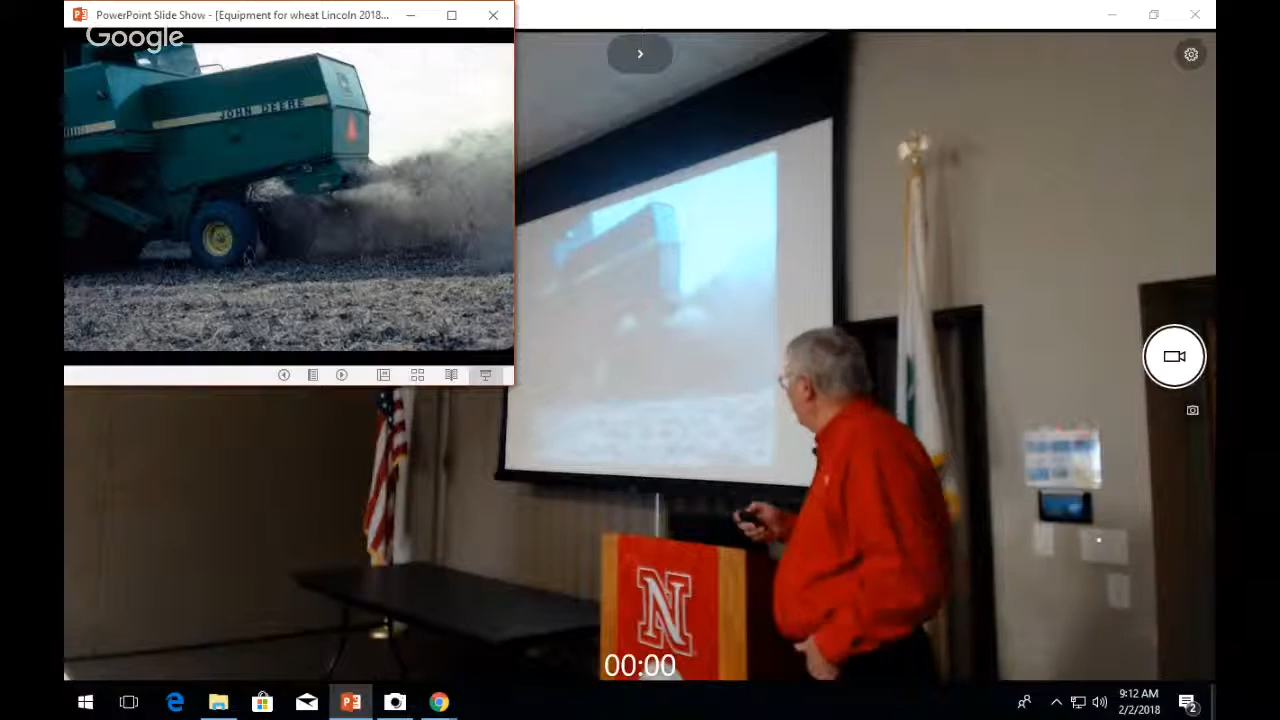 PowerPoint Slide Show - [Equipment for wheat Lincoln 2018...
Google
JOHN DEERE
N
00:00
9:12 AM
2/2/2018
2